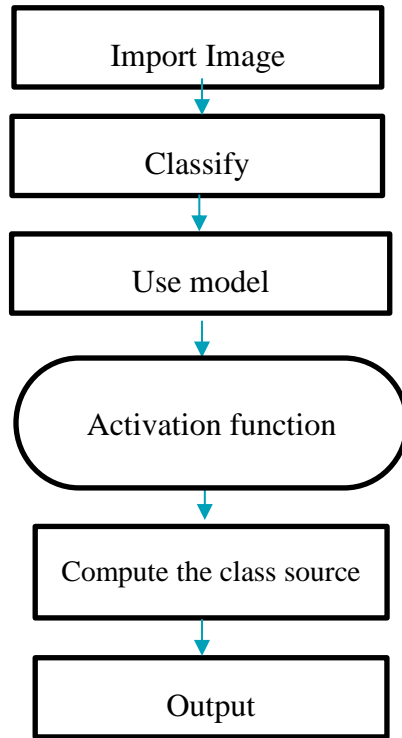 Import Image
Classify
Use model
Activation function
Compute the class source
Output